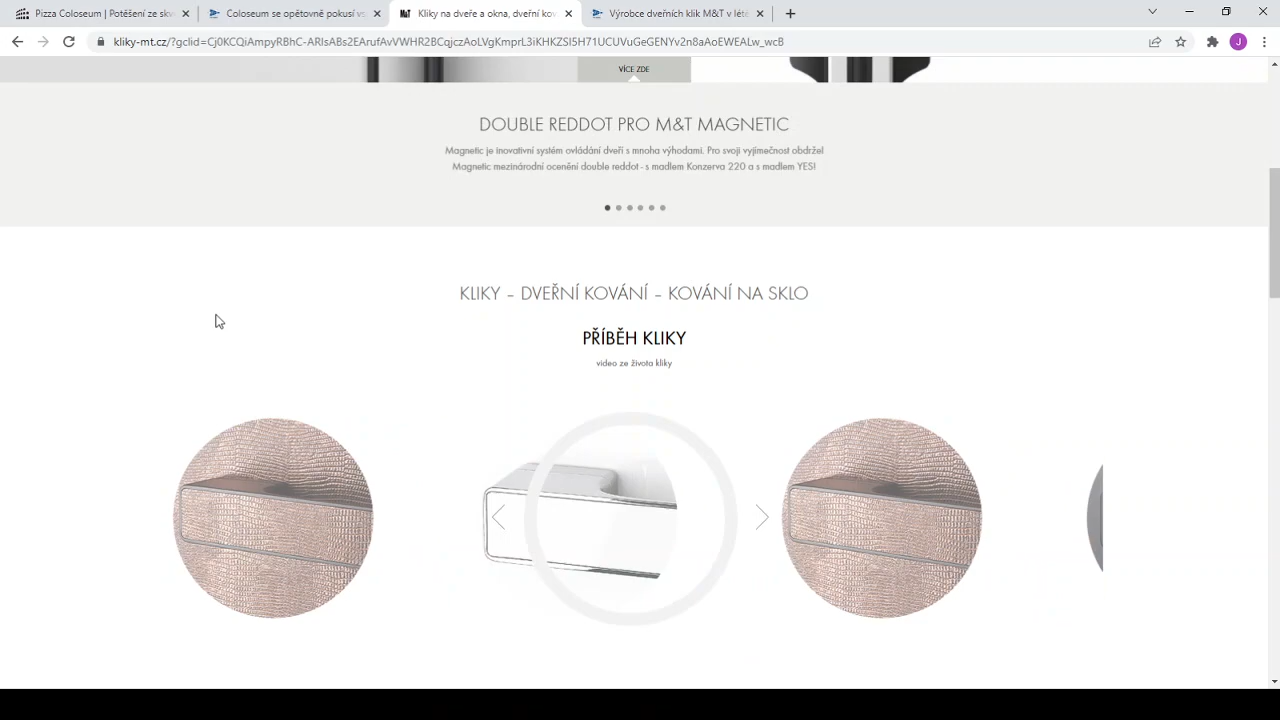 Pizza Coloseum | Potěšení ze skv
Coloseum se opětovně pokusí vs
Kliky na dveře a okna, dveřní kov
Výrobce dveřních klik M&T v létě
kliky-mt.cz/?gclid=Cj0KCQiAmpyRBhC-ARIsABs2EArufAvVWHR2BCqjczAoLVgKmprL3iKHKZSI5H71UCUVuGeGENYv2n8aAoEWEALw_wcB
J
VÍCE ZDE
DOUBLE REDDOT PRO M&T MAGNETIC
Magnetic je inovativní systém ovládání dveří s mnoha výhodami. Pro svoji vyjímečnost obdržel
Magnetic mezinárodní ocenění double reddot - s madlem Konzerva 220 a s madlem YES!
KLIKY – DVEŘNÍ KOVÁNÍ – KOVÁNÍ NA SKLO
PŘÍBĚH KLIKY
video ze života kliky